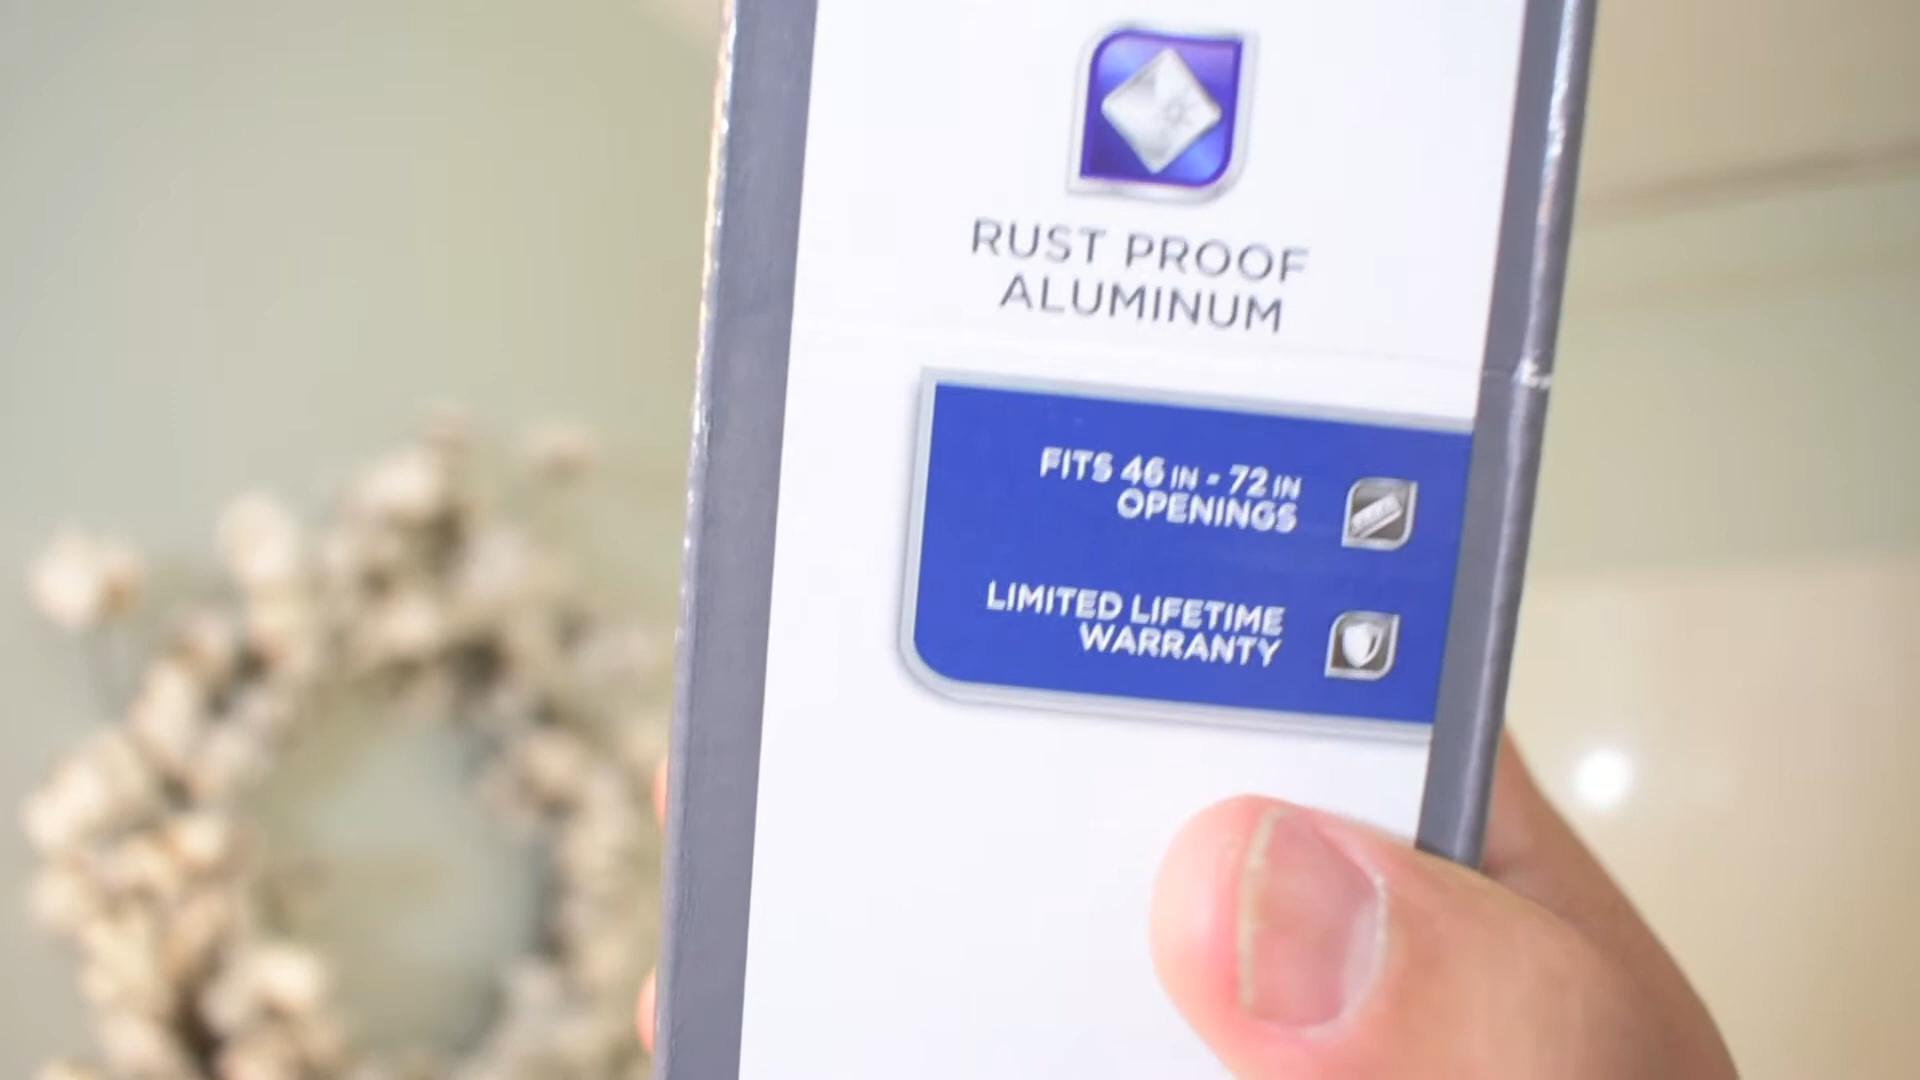 RUST PROOF
ALUMINUM
FITS 46 IN - 72 IN
OPENINGS
LIMITED LIFETIME
WARRANTY